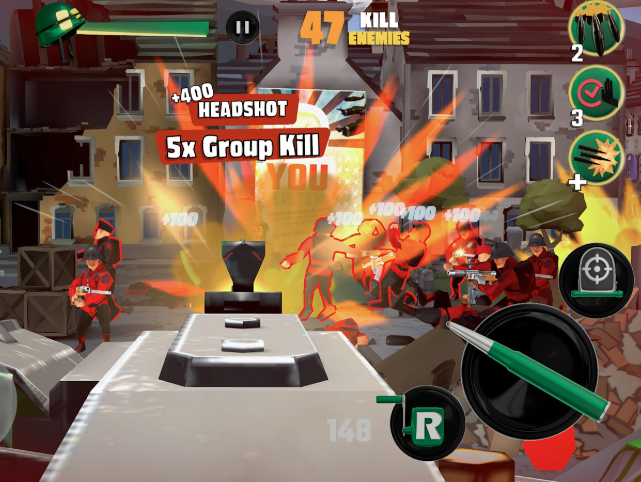 47 KILL
ENEMIES
+400
HEADSHOT
5x Group Kill
YOU
+100
+100
+100
+100
+100
2
3
+
148
R